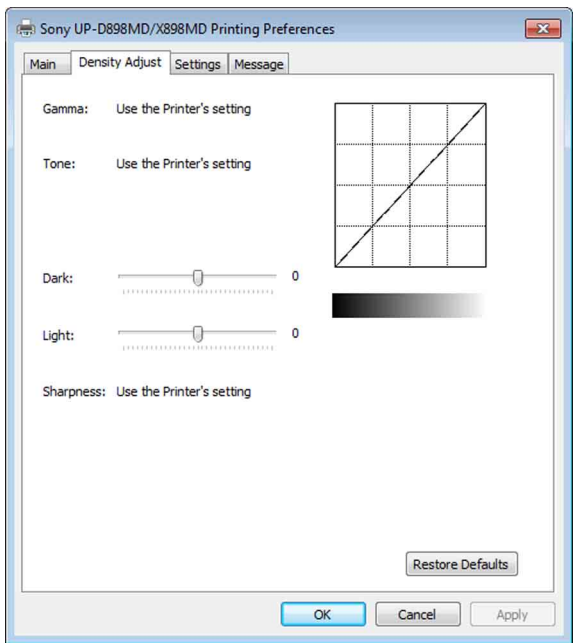 Sony UP-D898MD/X898MD Printing Preferences
Main Density Adjust Settings Message
Gamma: Use the Printer's setting
Tone: Use the Printer's setting
Dark: 0
Light: 0
Sharpness: Use the Printer's setting
Restore Defaults
OK Cancel Apply